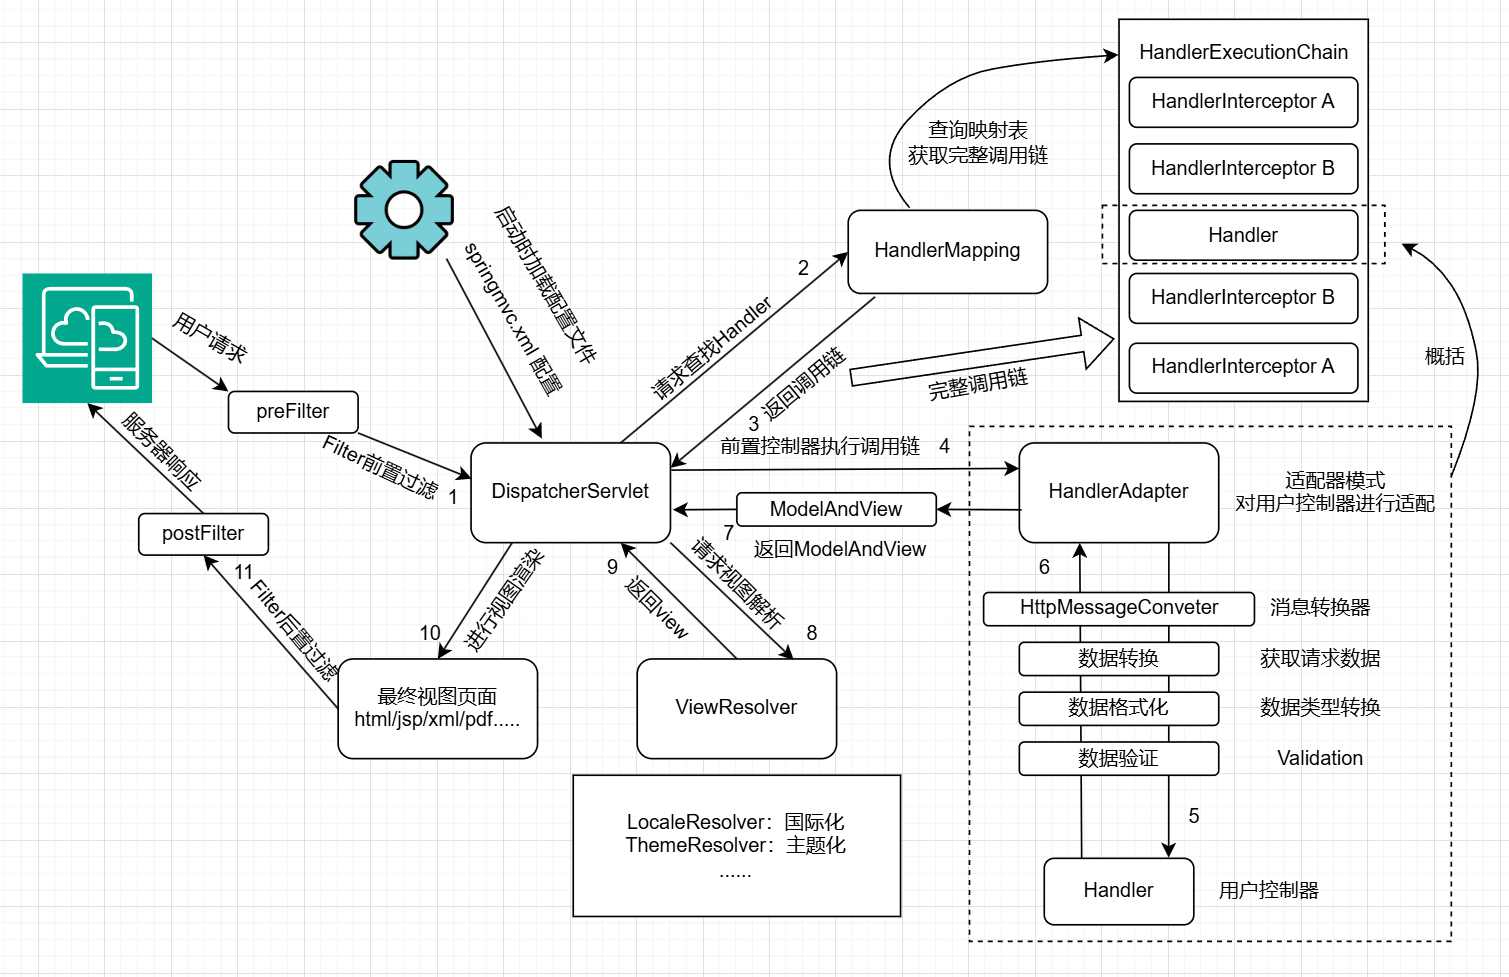 HandlerExecutionChain
HandlerInterceptor A
HandlerInterceptor B
Handler
HandlerInterceptor B
HandlerInterceptor A
查询映射表
获取完整调用链
HandlerMapping
启动时加载配置文件
springmvc.xml 配置
2
请求查找Handler
用户请求
preFilter
Filter前置过滤
1
3
返回调用链
完整调用链
概括
前置控制器执行调用链
4
DispatcherServlet
HandlerAdapter
适配器模式
对用户控制器进行适配
ModelAndView
7
返回ModelAndView
服务器响应
postFilter
11
Filter后置过滤
10
进行视图渲染
9
返回view
请求视图解析
8
6
HttpMessageConveter
消息转换器
数据转换
获取请求数据
数据格式化
数据类型转换
数据验证
Validation
5
Handler
用户控制器
最终视图页面
html/jsp/xml/pdf.....
ViewResolver
LocaleResolver：国际化
ThemeResolver：主题化
......